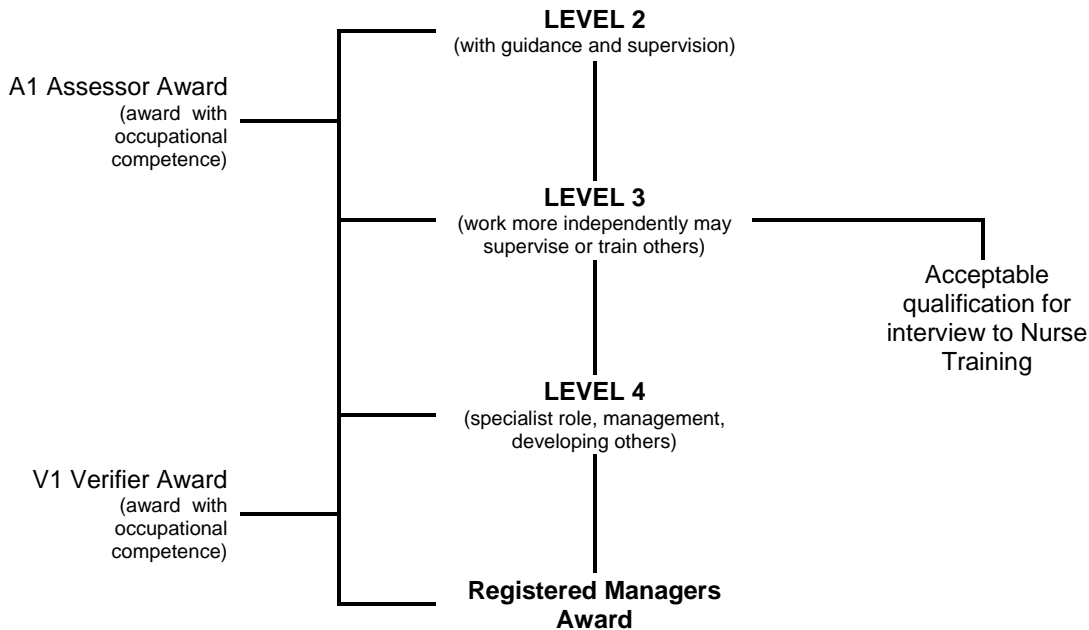 LEVEL 2
(with guidance and supervision)
A1 Assessor Award
(award with
occupational
competence)
LEVEL 3
(work more independently may
supervise or train others)
Acceptable
qualification for
interview to Nurse
Training
LEVEL 4
(specialist role, management,
developing others)
V1 Verifier Award
(award with
occupational
competence)
Registered Managers
Award